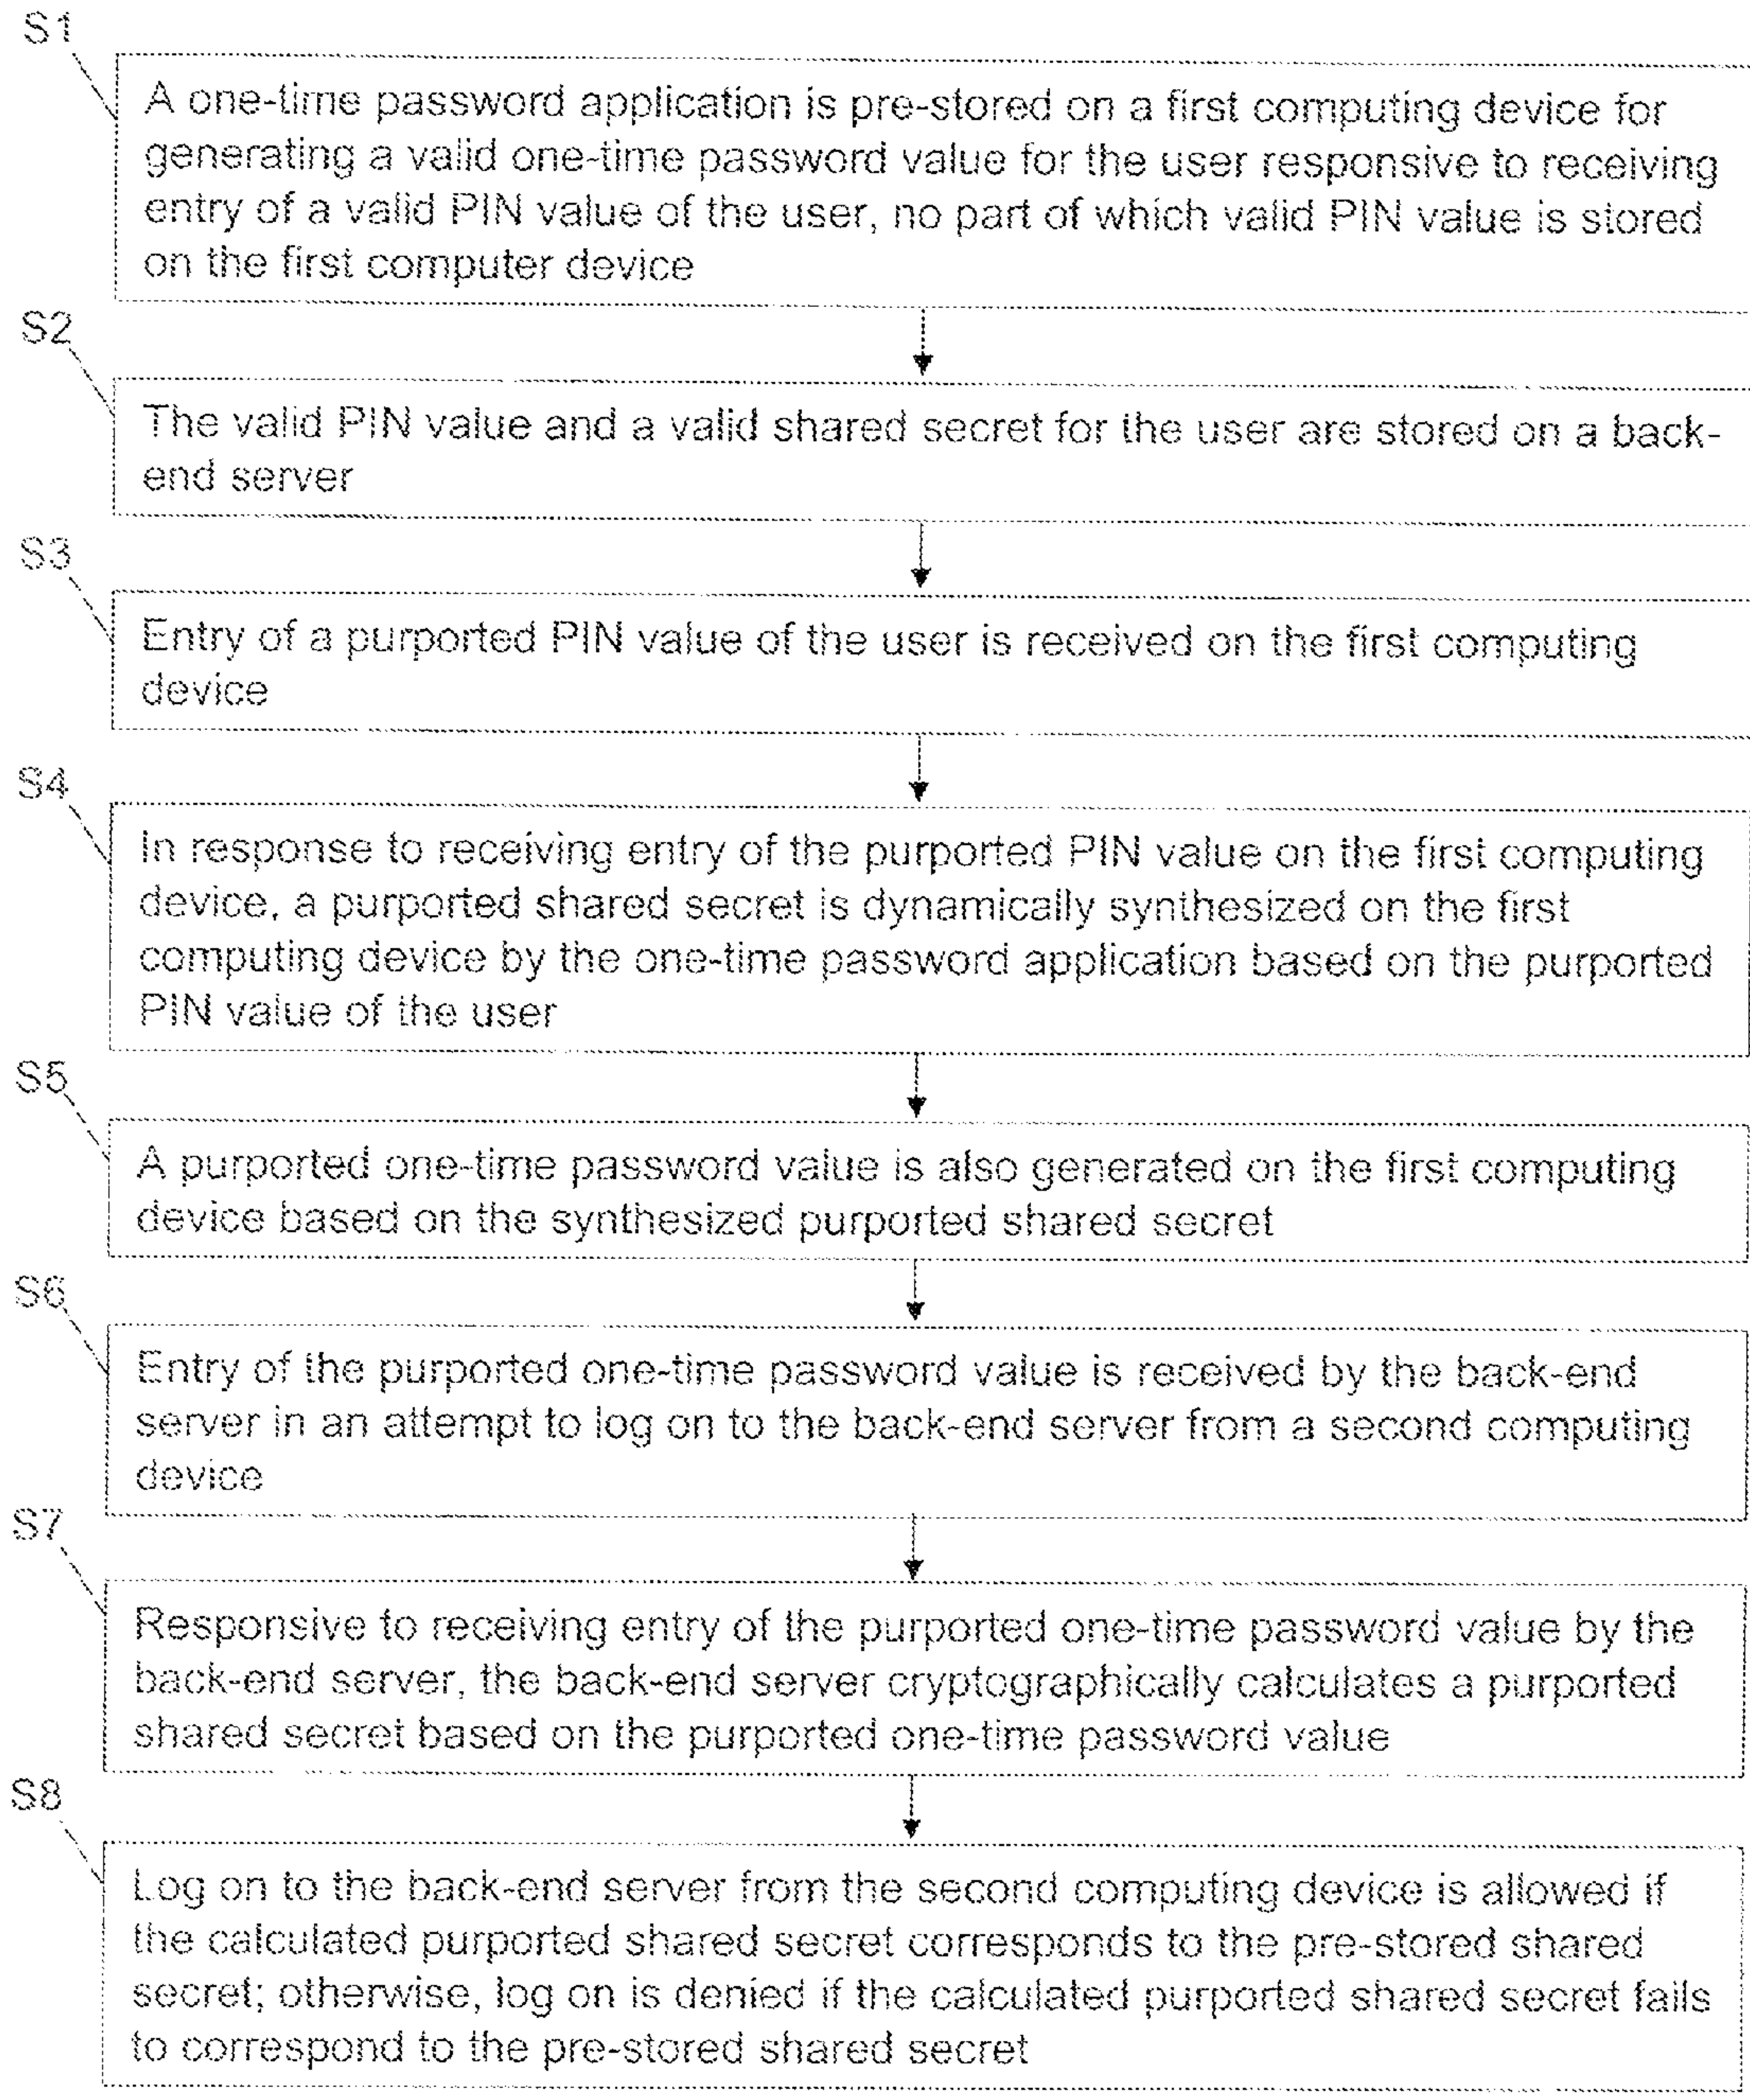 S1
A one-time password application is pre-stored on a first computing device for
generating a valid one-time password value for the user responsive to receiving
entry of a valid PIN value of the user, no part of which valid PIN value is stored
on the first computer device
S2
The valid PIN value and a valid shared secret for the user are stored on a back-
end server
S3
Entry of a purported PIN value of the user is received on the first computing
device
S4
In response to receiving entry of the purported PIN value on the first computing
device, a purported shared secret is dynamically synthesized on the first
computing device by the one-time password application based on the purported
PIN value of the user
S5
A purported one-time password value is also generated on the first computing
device based on the synthesized purported shared secret
S6
Entry of the purported one-time password value is received by the back-end
server in an attempt to log on to the back-end server from a second computing
device
S7
Responsive to receiving entry of the purported one-time password value by the
back-end server, the back-end server cryptographically calculates a purported
shared secret based on the purported one-time password value
S8
Log on to the back-end server from the second computing device is allowed if
the calculated purported shared secret corresponds to the pre-stored shared
secret; otherwise, log on is denied if the calculated purported shared secret fails
to correspond to the pre-stored shared secret